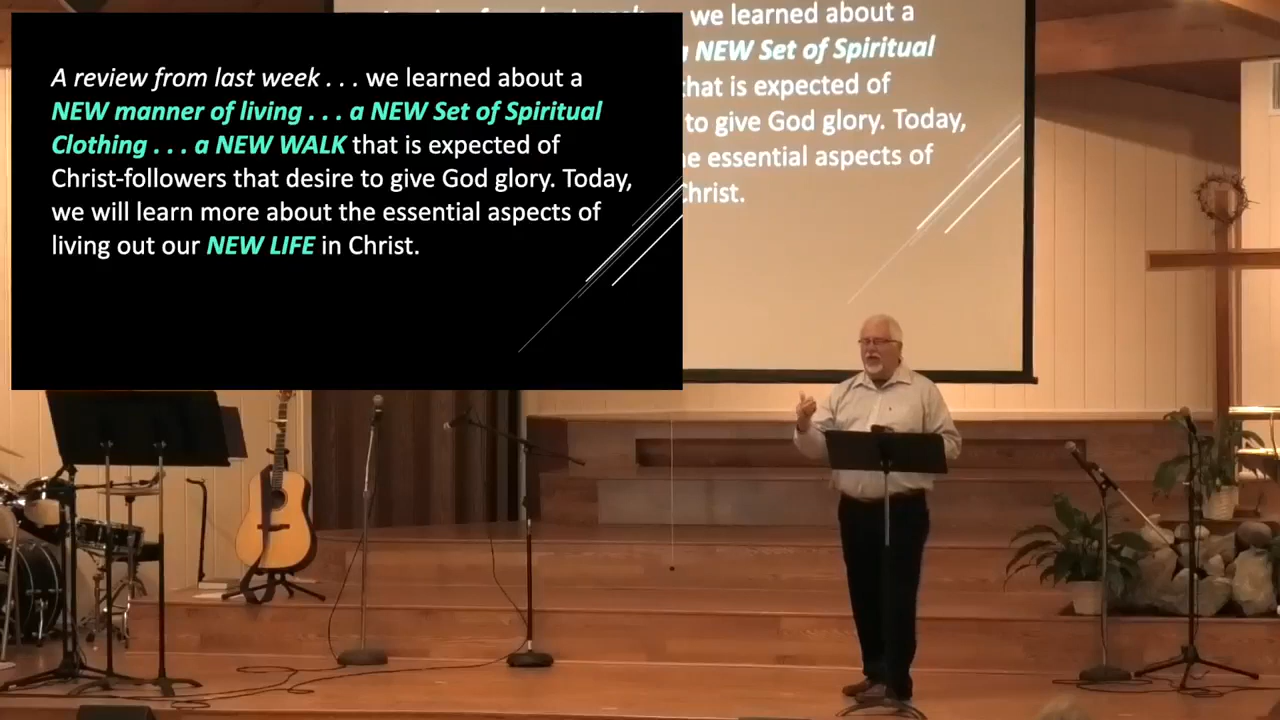 A review from last week . . . we learned about a
NEW manner of living . . . a NEW Set of Spiritual
Clothing . . . a NEW WALK that is expected of
Christ-followers that desire to give God glory. Today,
we will learn more about the essential aspects of
living out our NEW LIFE in Christ.
we learned about a
NEW Set of Spiritual
that is expected of
to give God glory. Today,
essential aspects of
Christ.